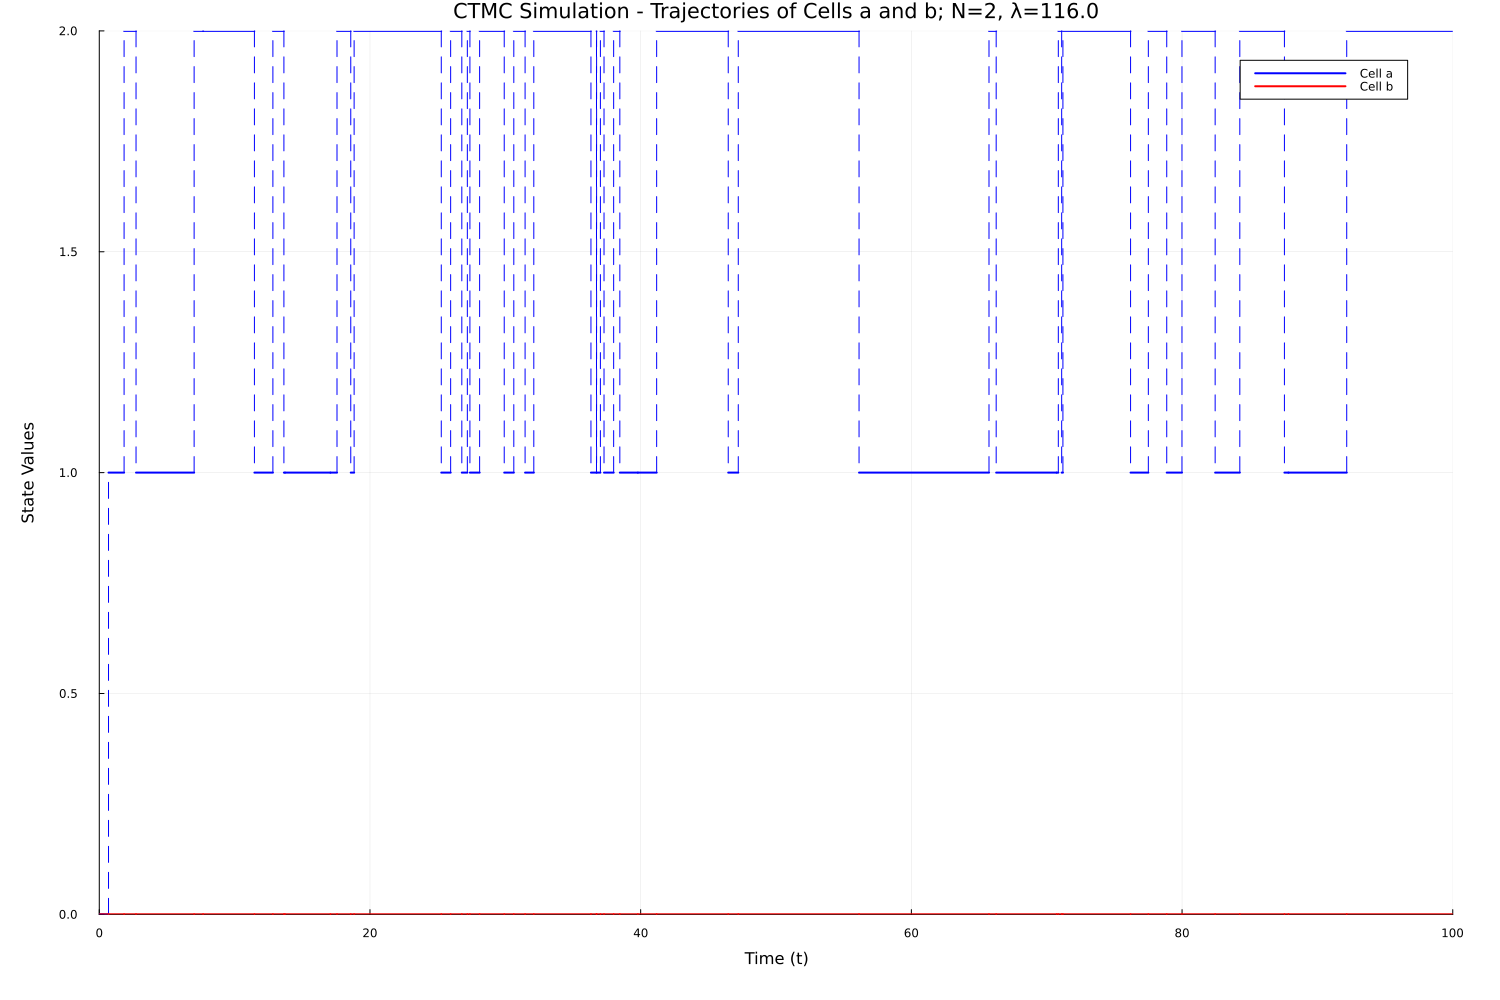 CTMC Simulation - Trajectories of Cells a and b; N=2, λ=116.0
2.0
Cell a
Cell b
1.5
State Values
1.0
0.5
0.0
0 20 40 60 80 100
Time (t)